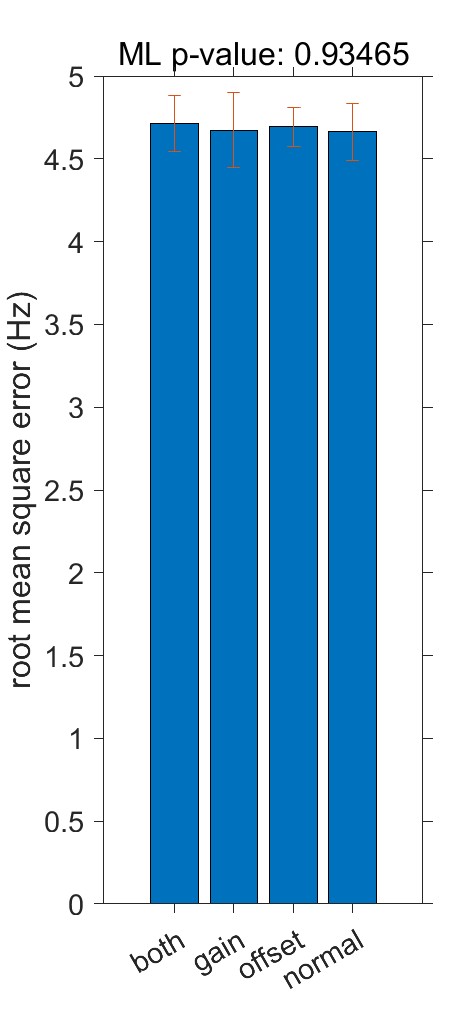 ML p-value: 0.93465
root mean square error (Hz)
5
4.5
4
3.5
3
2.5
2
1.5
1
0.5
0
both
gain
offset
normal